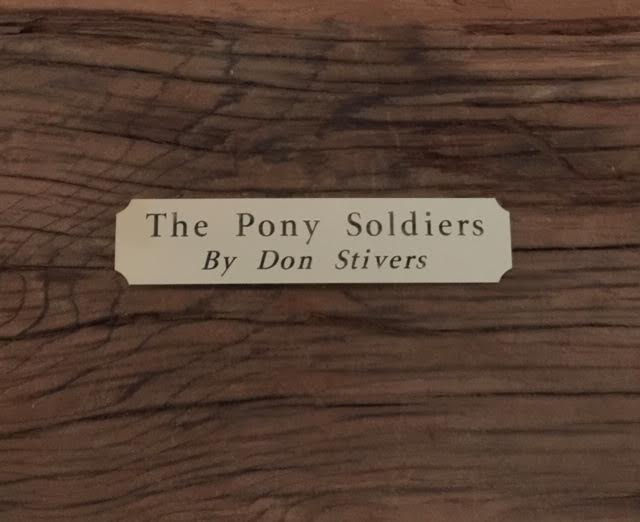 The Pony Soldiers
By Don Stivers